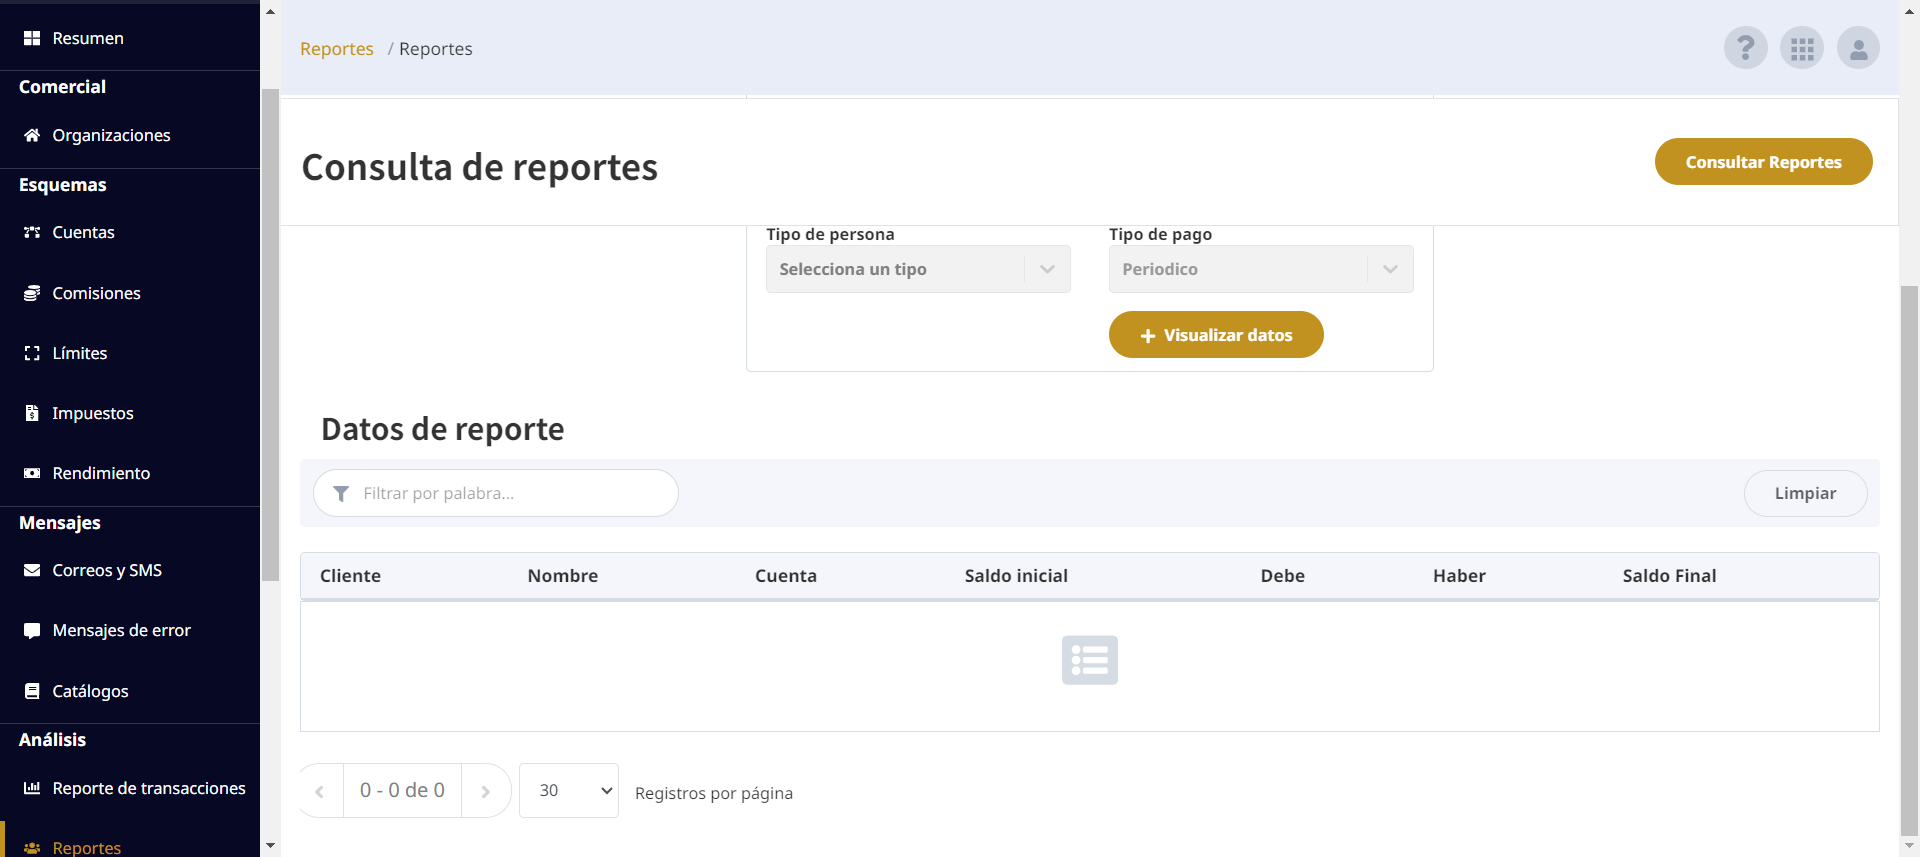 Resumen
Comercial
Organizaciones
Esquemas
Cuentas
Comisiones
Límites
Impuestos
Rendimiento
Mensajes
Correos y SMS
Mensajes de error
Catálogos
Análisis
Reporte de transacciones
Reportes
Reportes / Reportes
Consulta de reportes
Consultar Reportes
Tipo de persona
Selecciona un tipo
Tipo de pago
Periodico
+ Visualizar datos
Datos de reporte
Filtrar por palabra...
Limpiar
Cliente Nombre Cuenta Saldo inicial Debe Haber Saldo Final
0 - 0 de 0
30
Registros por página